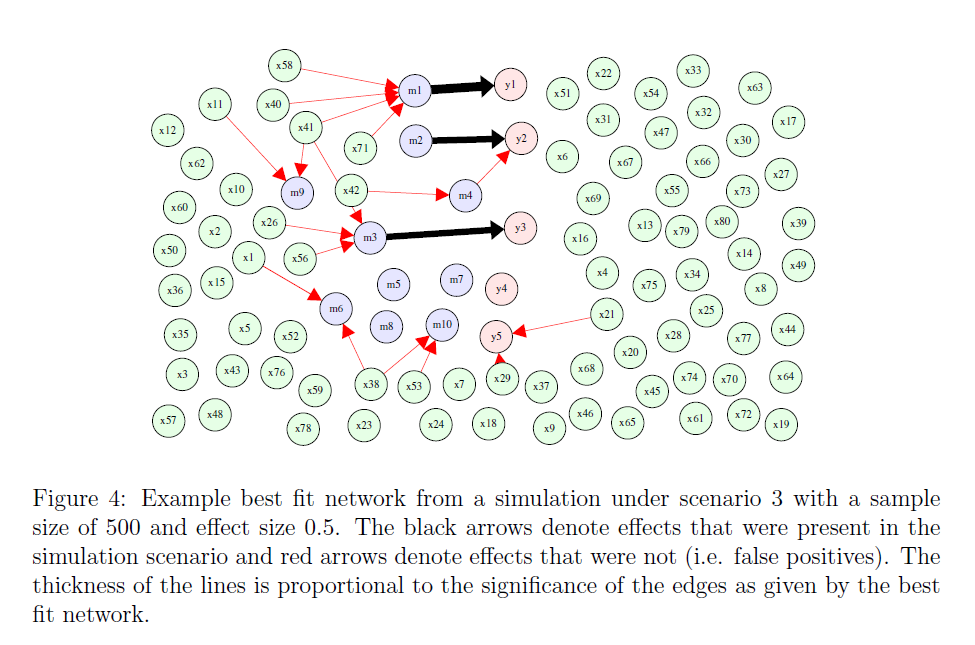 x58
x22
x33
m1
y1
x63
x51
x54
x11
x40
x32
x31
x17
x41
x12
x47
x71
m2
y2
x30
x62
x6
x67
x66
x27
x10
m9
x42
m4
x55
x73
x69
x60
x26
x2
m3
y3
x16
x13
x79
x80
x39
x50
x1
x56
x14
x49
x4
x34
x36
x15
m5
m7
y4
x75
x8
m6
x25
x21
x35
x5
x52
m8
m10
y5
x28
x77
x44
x20
x3
x43
x76
x59
x38
x53
x7
x29
x37
x68
x45
x74
x70
x64
x57
x48
x78
x23
x24
x18
x9
x46
x65
x61
x72
x19
Figure 4: Example best fit network from a simulation under scenario 3 with a sample
size of 500 and effect size 0.5. The black arrows denote effects that were present in the
simulation scenario and red arrows denote effects that were not (i.e. false positives). The
thickness of the lines is proportional to the significance of the edges as given by the best
fit network.